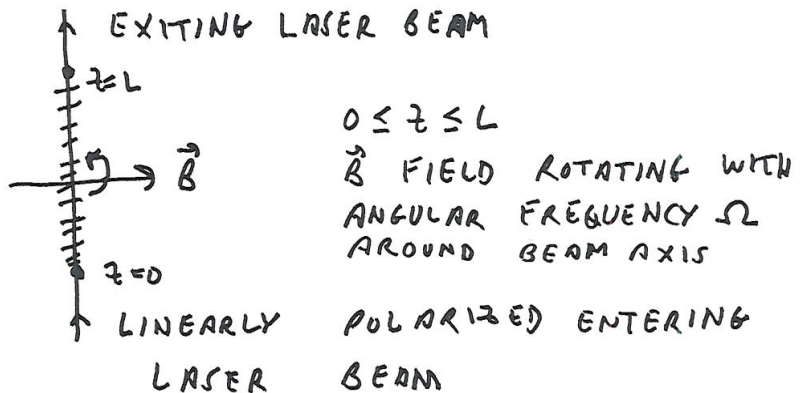 EXITING LASER BEAM
z=L
0 ≤ z ≤ L
B⃗
B⃗ FIELD ROTATING WITH
ANGULAR FREQUENCY Ω
AROUND BEAM AXIS
z=0
LINEARLY POLARIZED ENTERING
LASER BEAM